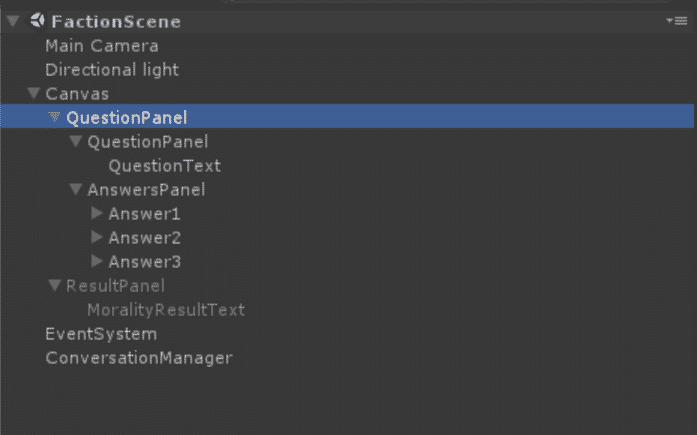 FactionScene
Main Camera
Directional light
Canvas
QuestionPanel
QuestionPanel
QuestionText
AnswersPanel
Answer1
Answer2
Answer3
ResultPanel
MoralityResultText
EventSystem
ConversationManager